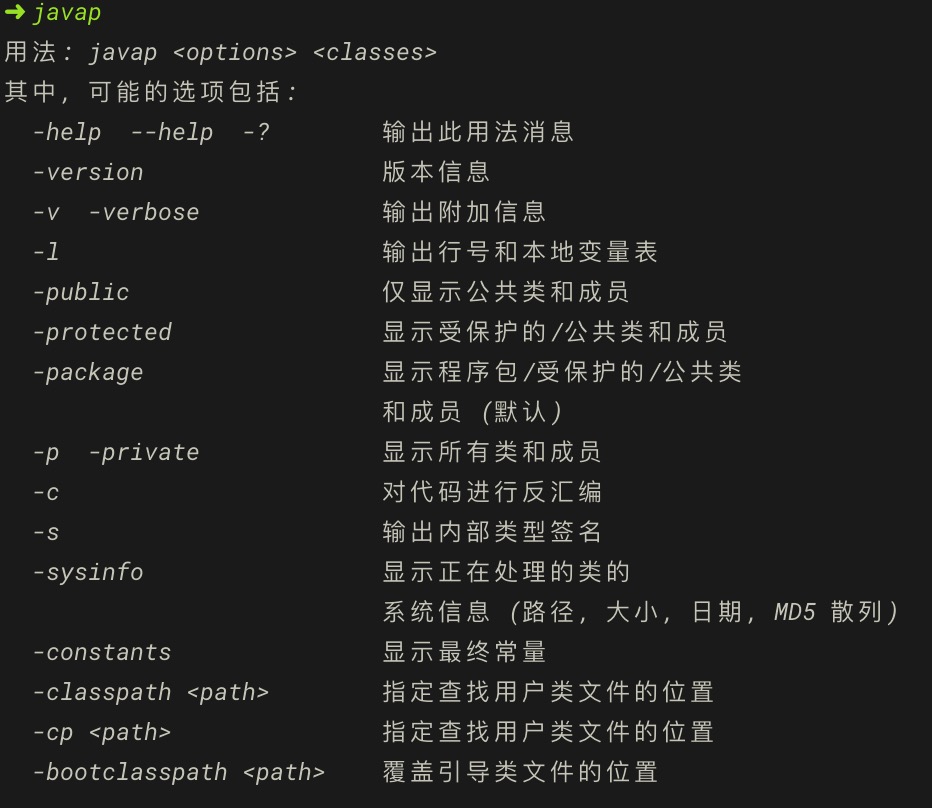 ➜ javap
用法: javap <options> <classes>
其中, 可能的选项包括:
  -help  --help  -?        输出此用法消息
  -version                 版本信息
  -v  -verbose             输出附加信息
  -l                       输出行号和本地变量表
  -public                  仅显示公共类和成员
  -protected               显示受保护的/公共类和成员
  -package                 显示程序包/受保护的/公共类
                           和成员 (默认)
  -p  -private             显示所有类和成员
  -c                       对代码进行反汇编
  -s                       输出内部类型签名
  -sysinfo                 显示正在处理的类的
                           系统信息 (路径, 大小, 日期, MD5 散列)
  -constants               显示最终常量
  -classpath <path>        指定查找用户类文件的位置
  -cp <path>               指定查找用户类文件的位置
  -bootclasspath <path>    覆盖引导类文件的位置